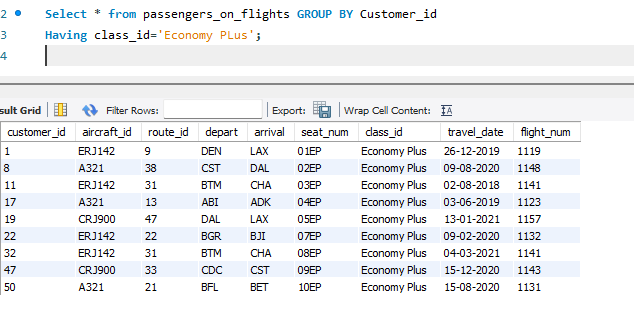 2 Select * from passengers_on_flights GROUP BY Customer_id
3 Having class_id='Economy PLus';
4
sult Grid Filter Rows: Export: Wrap Cell Content:
customer_id aircraft_id route_id depart arrival seat_num class_id travel_date flight_num
1 ERJ142 9 DEN LAX 01EP Economy Plus 26-12-2019 1119
8 A321 38 CST DAL 02EP Economy Plus 09-08-2020 1148
11 ERJ142 31 BTM CHA 03EP Economy Plus 02-08-2018 1141
17 A321 13 ABI ADK 04EP Economy Plus 03-06-2019 1123
19 CRJ900 47 DAL LAX 05EP Economy Plus 13-01-2021 1157
22 ERJ142 22 BGR BJI 07EP Economy Plus 09-02-2020 1132
32 ERJ142 31 BTM CHA 08EP Economy Plus 04-03-2021 1141
47 CRJ900 33 CDC CST 09EP Economy Plus 15-12-2020 1143
50 A321 21 BFL BET 10EP Economy Plus 15-08-2020 1131